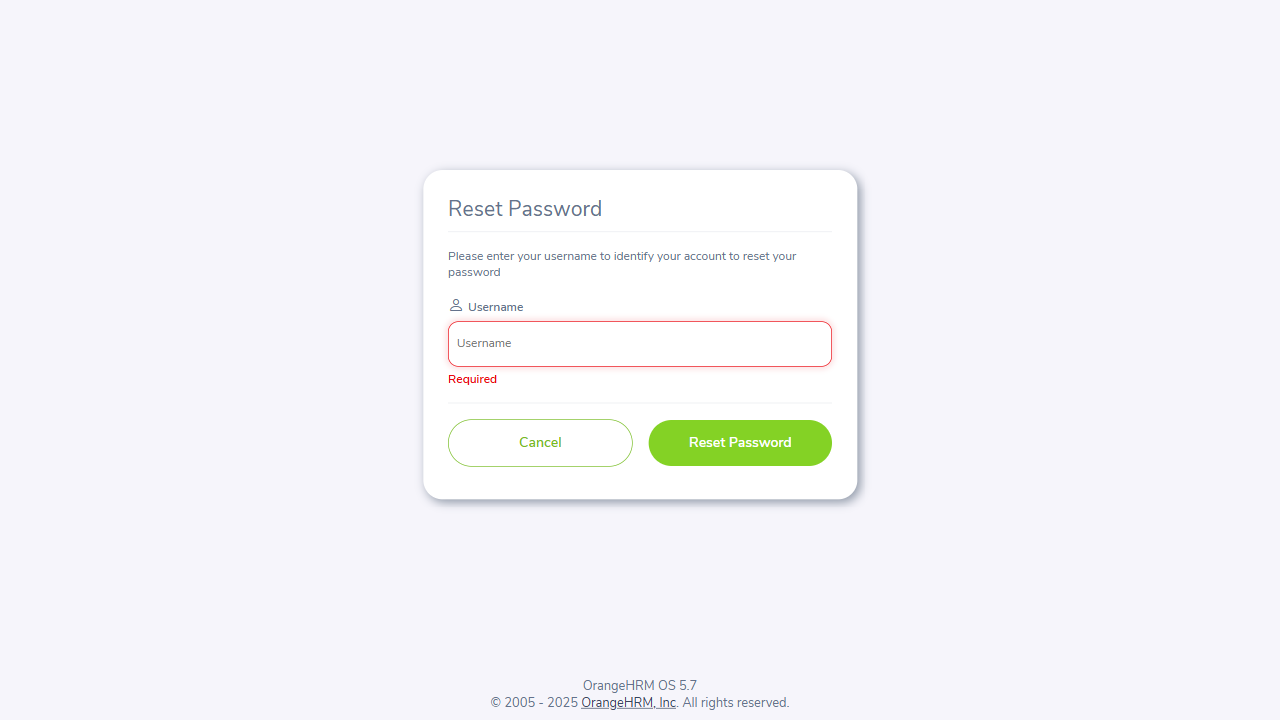 Reset Password
Please enter your username to identify your account to reset your
password
Username
Username
Required
Cancel
Reset Password
OrangeHRM OS 5.7
© 2005 - 2025 OrangeHRM, Inc. All rights reserved.